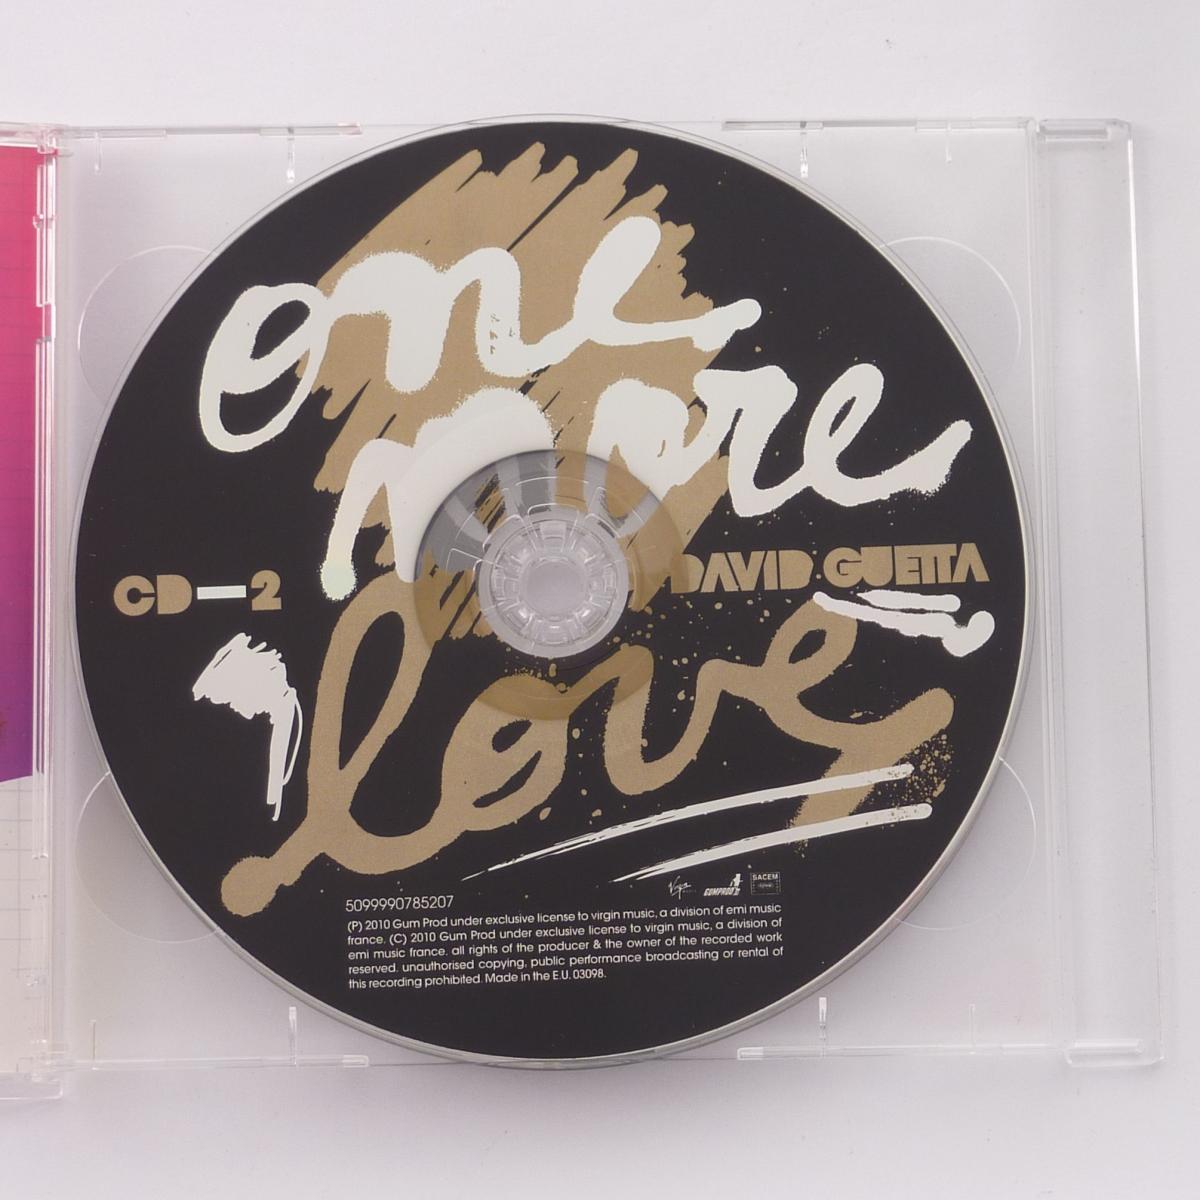 one
more
CD-2
DAVID GUETTA
love
Virgin
GUMPROD
SACEM
5099990785207
(P) 2010 Gum Prod under exclusive license to virgin music, a division of emi music
france. (C) 2010 Gum Prod under exclusive license to virgin music, a division of
emi music france. all rights of the producer & the owner of the recorded work
reserved. unauthorised copying, public performance broadcasting or rental of
this recording prohibited. Made in the E.U. 03098.